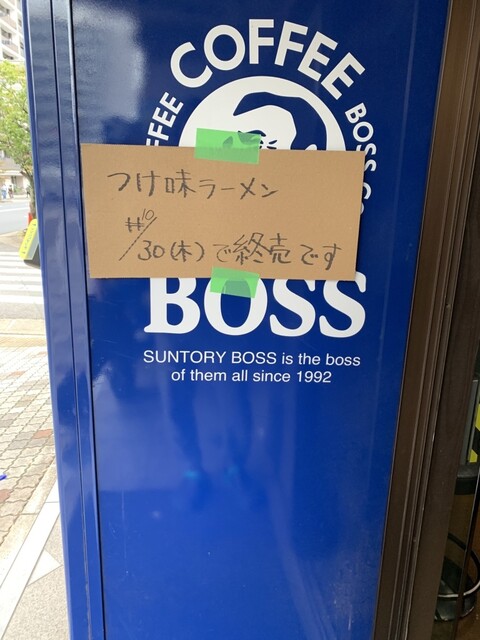 COFFEE
つけ味ラーメン
10/30(木)で終売です
BOSS
SUNTORY BOSS is the boss
of them all since 1992